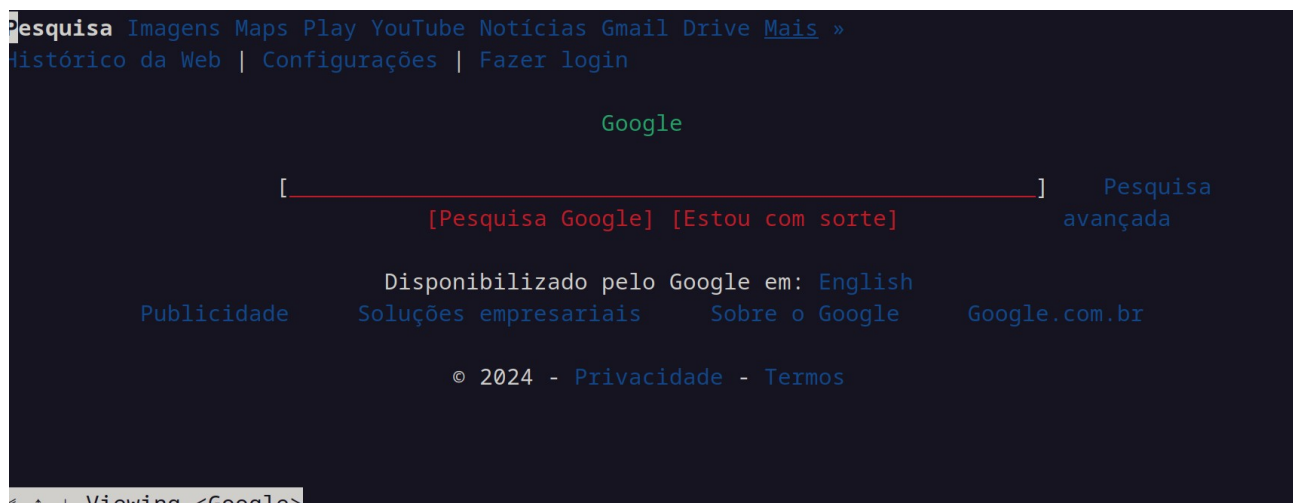 Pesquisa Imagens Maps Play YouTube Notícias Gmail Drive Mais »
Histórico da Web | Configurações | Fazer login
Google
[ ] Pesquisa
[Pesquisa Google] [Estou com sorte] avançada
Disponibilizado pelo Google em: English
Publicidade Soluções empresariais Sobre o Google Google.com.br
© 2024 - Privacidade - Termos
Viewing <Google>